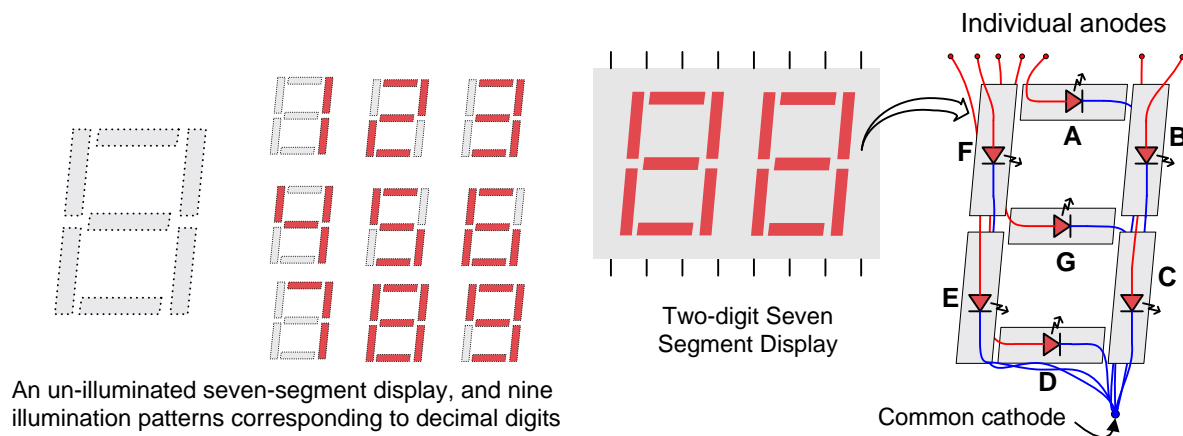 An un-illuminated seven-segment display, and nine
illumination patterns corresponding to decimal digits
Two-digit Seven
Segment Display
Individual anodes
A
B
F
G
C
E
D
Common cathode